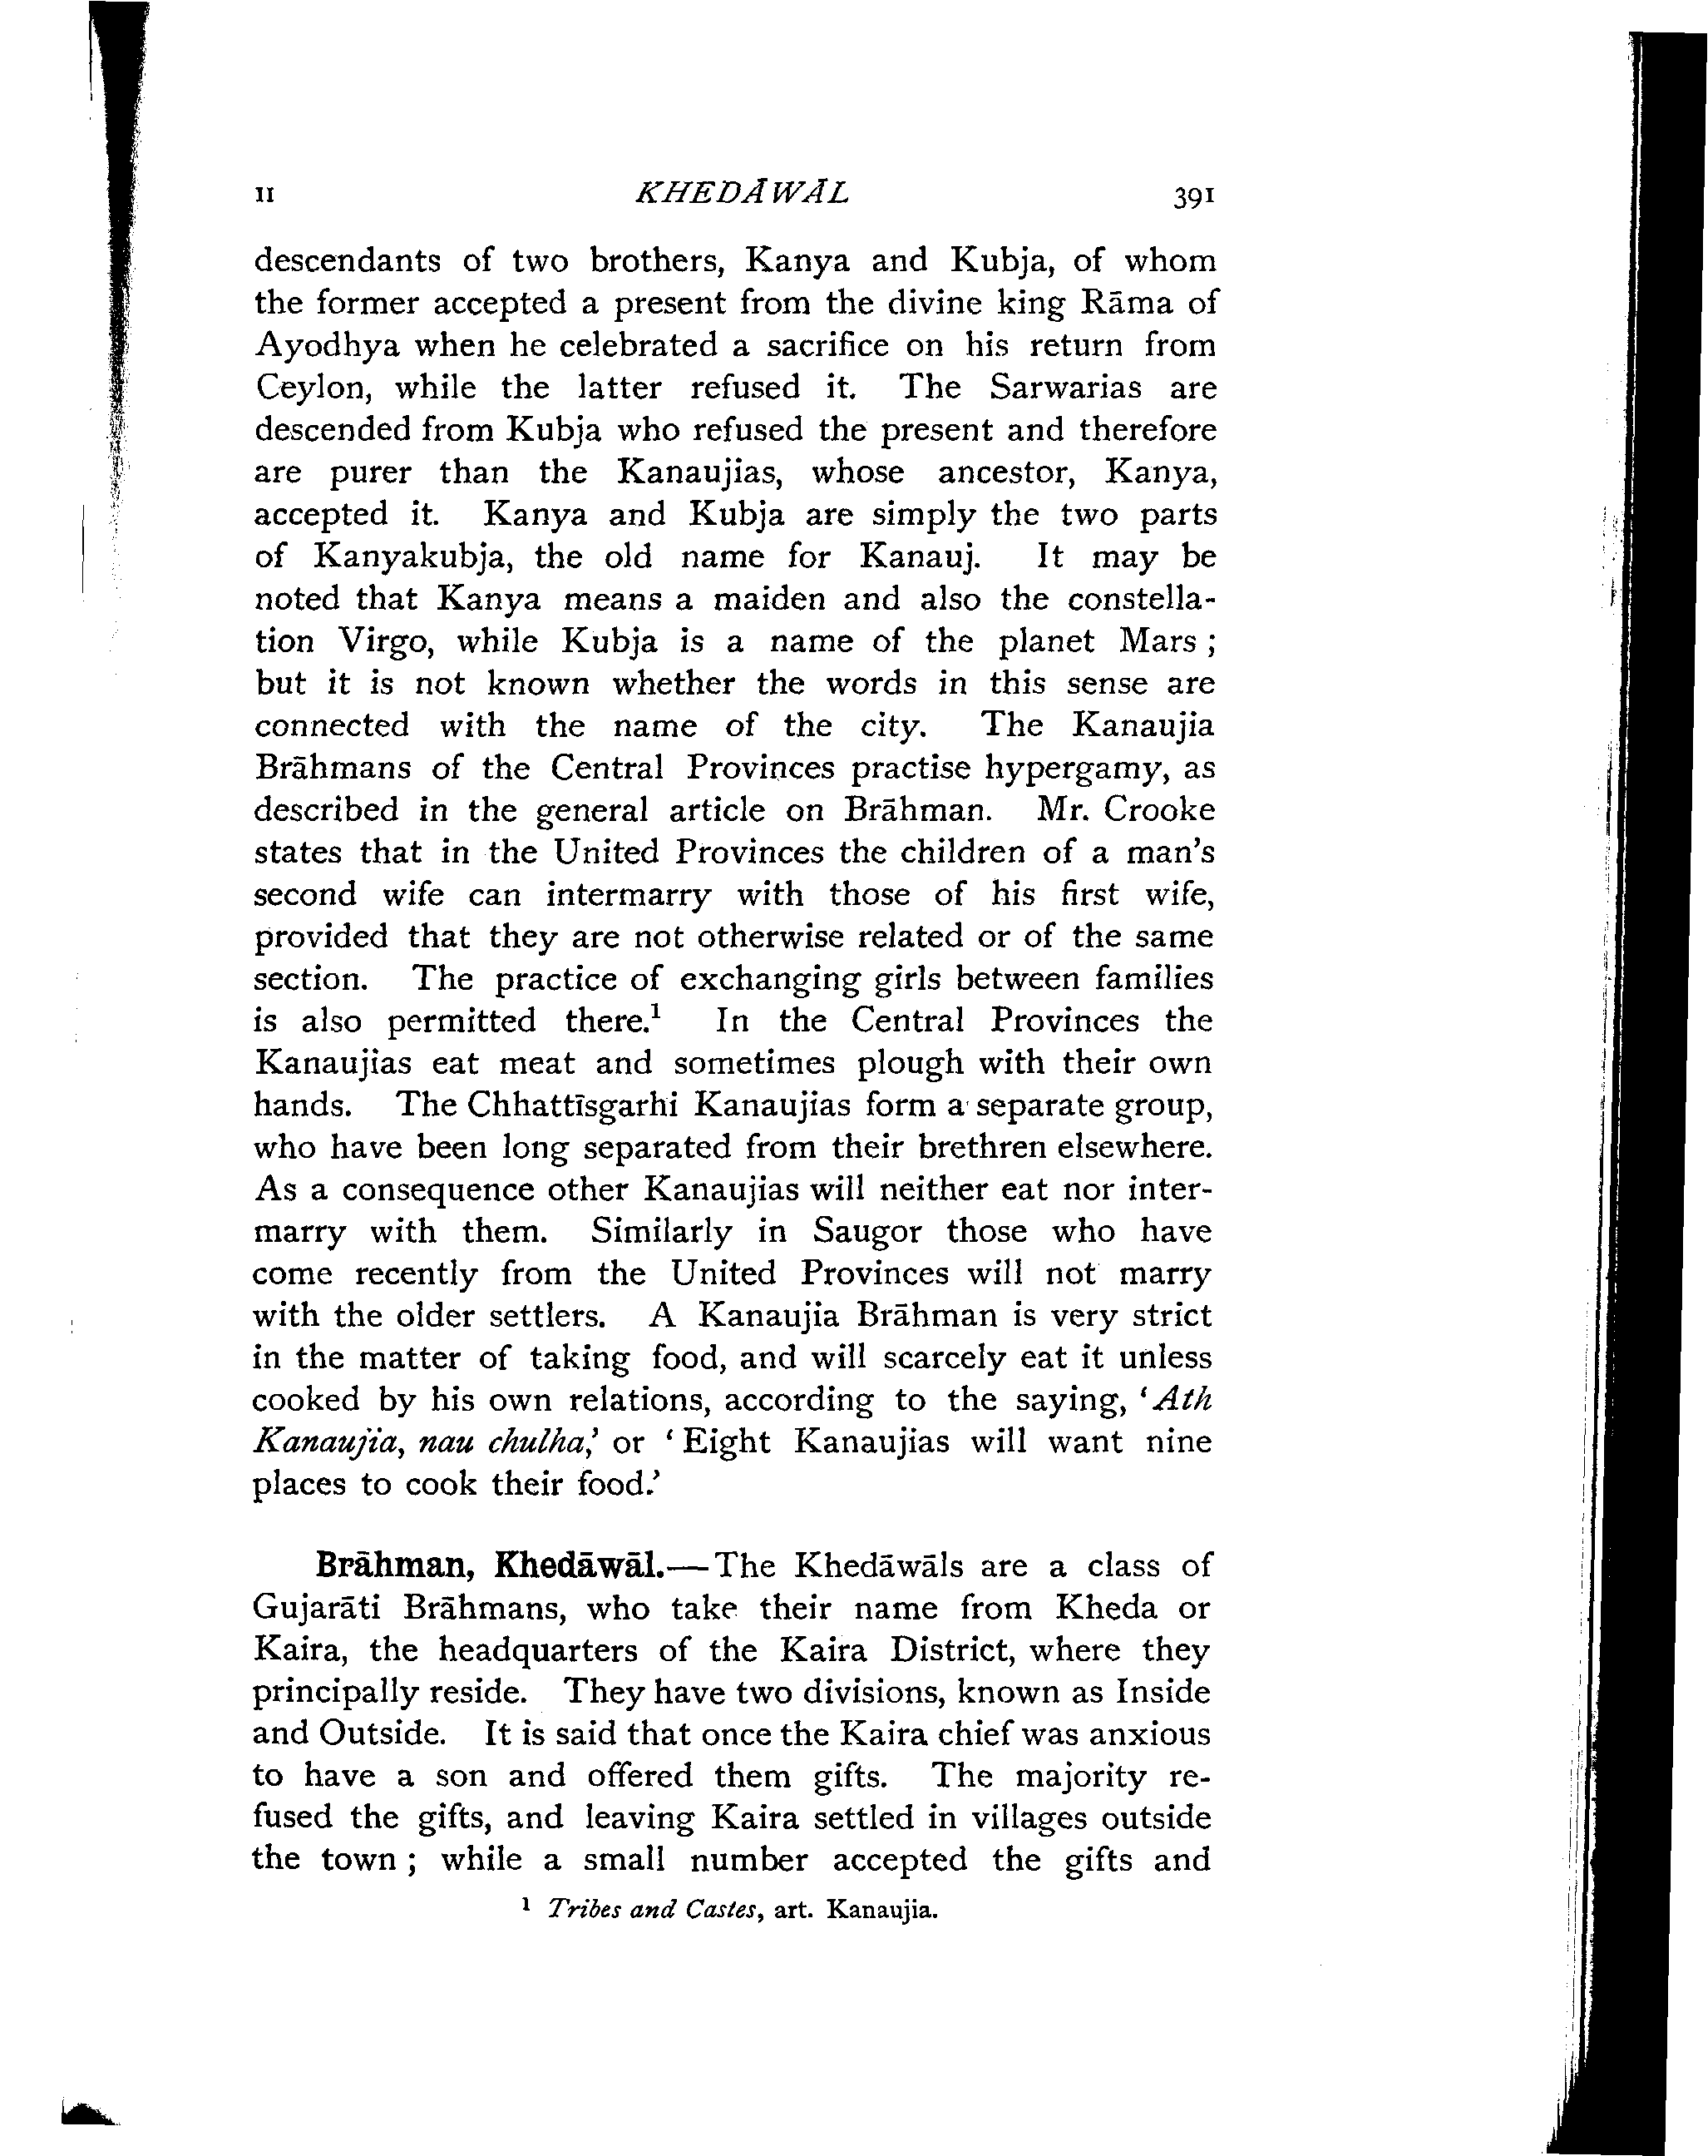 II KHEDĀWĀL 391
descendants of two brothers, Kanya and Kubja, of whom
the former accepted a present from the divine king Rāma of
Ayodhya when he celebrated a sacrifice on his return from
Ceylon, while the latter refused it. The Sarwarias are
descended from Kubja who refused the present and therefore
are purer than the Kanaujias, whose ancestor, Kanya,
accepted it. Kanya and Kubja are simply the two parts
of Kanyakubja, the old name for Kanauj. It may be
noted that Kanya means a maiden and also the constella-
tion Virgo, while Kubja is a name of the planet Mars ;
but it is not known whether the words in this sense are
connected with the name of the city. The Kanaujia
Brāhmans of the Central Provinces practise hypergamy, as
described in the general article on Brāhman. Mr. Crooke
states that in the United Provinces the children of a man's
second wife can intermarry with those of his first wife,
provided that they are not otherwise related or of the same
section. The practice of exchanging girls between families
is also permitted there.¹ In the Central Provinces the
Kanaujias eat meat and sometimes plough with their own
hands. The Chhattīsgarhi Kanaujias form a separate group,
who have been long separated from their brethren elsewhere.
As a consequence other Kanaujias will neither eat nor inter-
marry with them. Similarly in Saugor those who have
come recently from the United Provinces will not marry
with the older settlers. A Kanaujia Brāhman is very strict
in the matter of taking food, and will scarcely eat it unless
cooked by his own relations, according to the saying, ‘Ath
Kanaujia, nau chulha,’ or ‘Eight Kanaujias will want nine
places to cook their food.’
Brāhman, Khedāwāl.—The Khedāwāls are a class of
Gujarāti Brāhmans, who take their name from Kheda or
Kaira, the headquarters of the Kaira District, where they
principally reside. They have two divisions, known as Inside
and Outside. It is said that once the Kaira chief was anxious
to have a son and offered them gifts. The majority re-
fused the gifts, and leaving Kaira settled in villages outside
the town ; while a small number accepted the gifts and
¹ Tribes and Castes, art. Kanaujia.